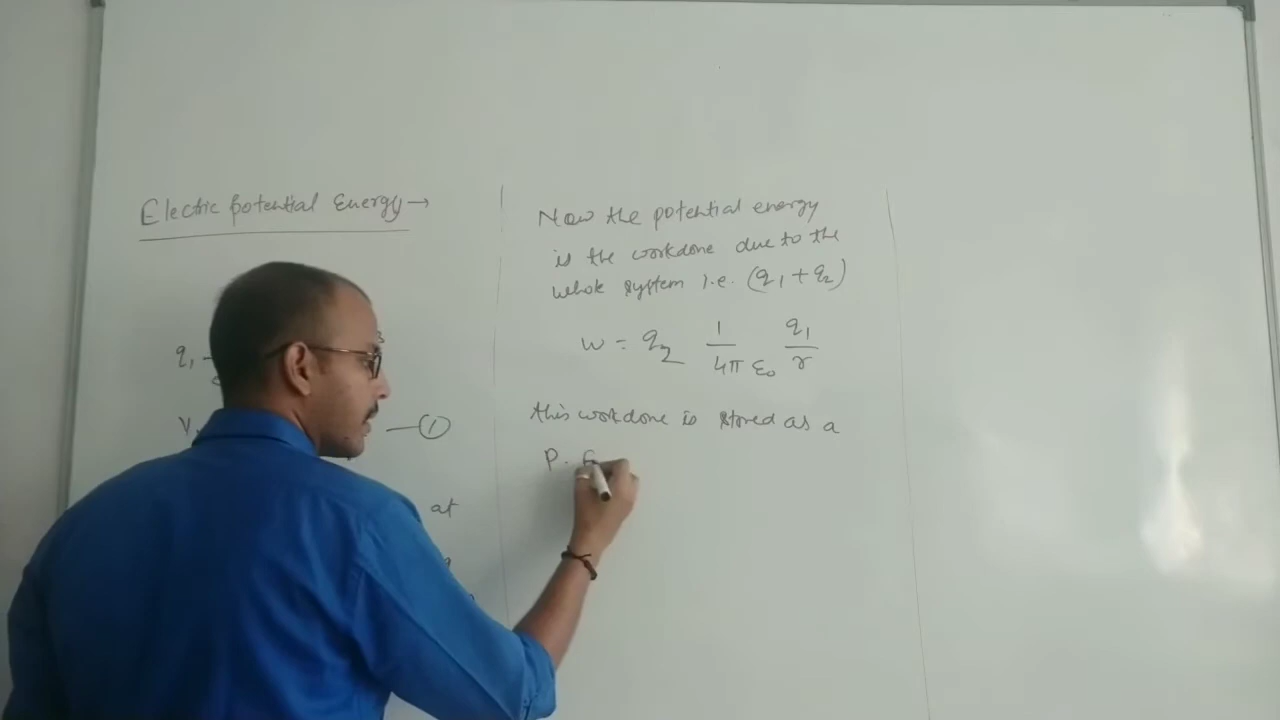 Electric potential Energy →
q₁ -
V
— ①
at
Now the potential energy
is the workdone due to the
whole system i.e. (q₁ + q₂)
w = q₂ 1/4π ε₀ q₁/r
this workdone is stored as a
P. E